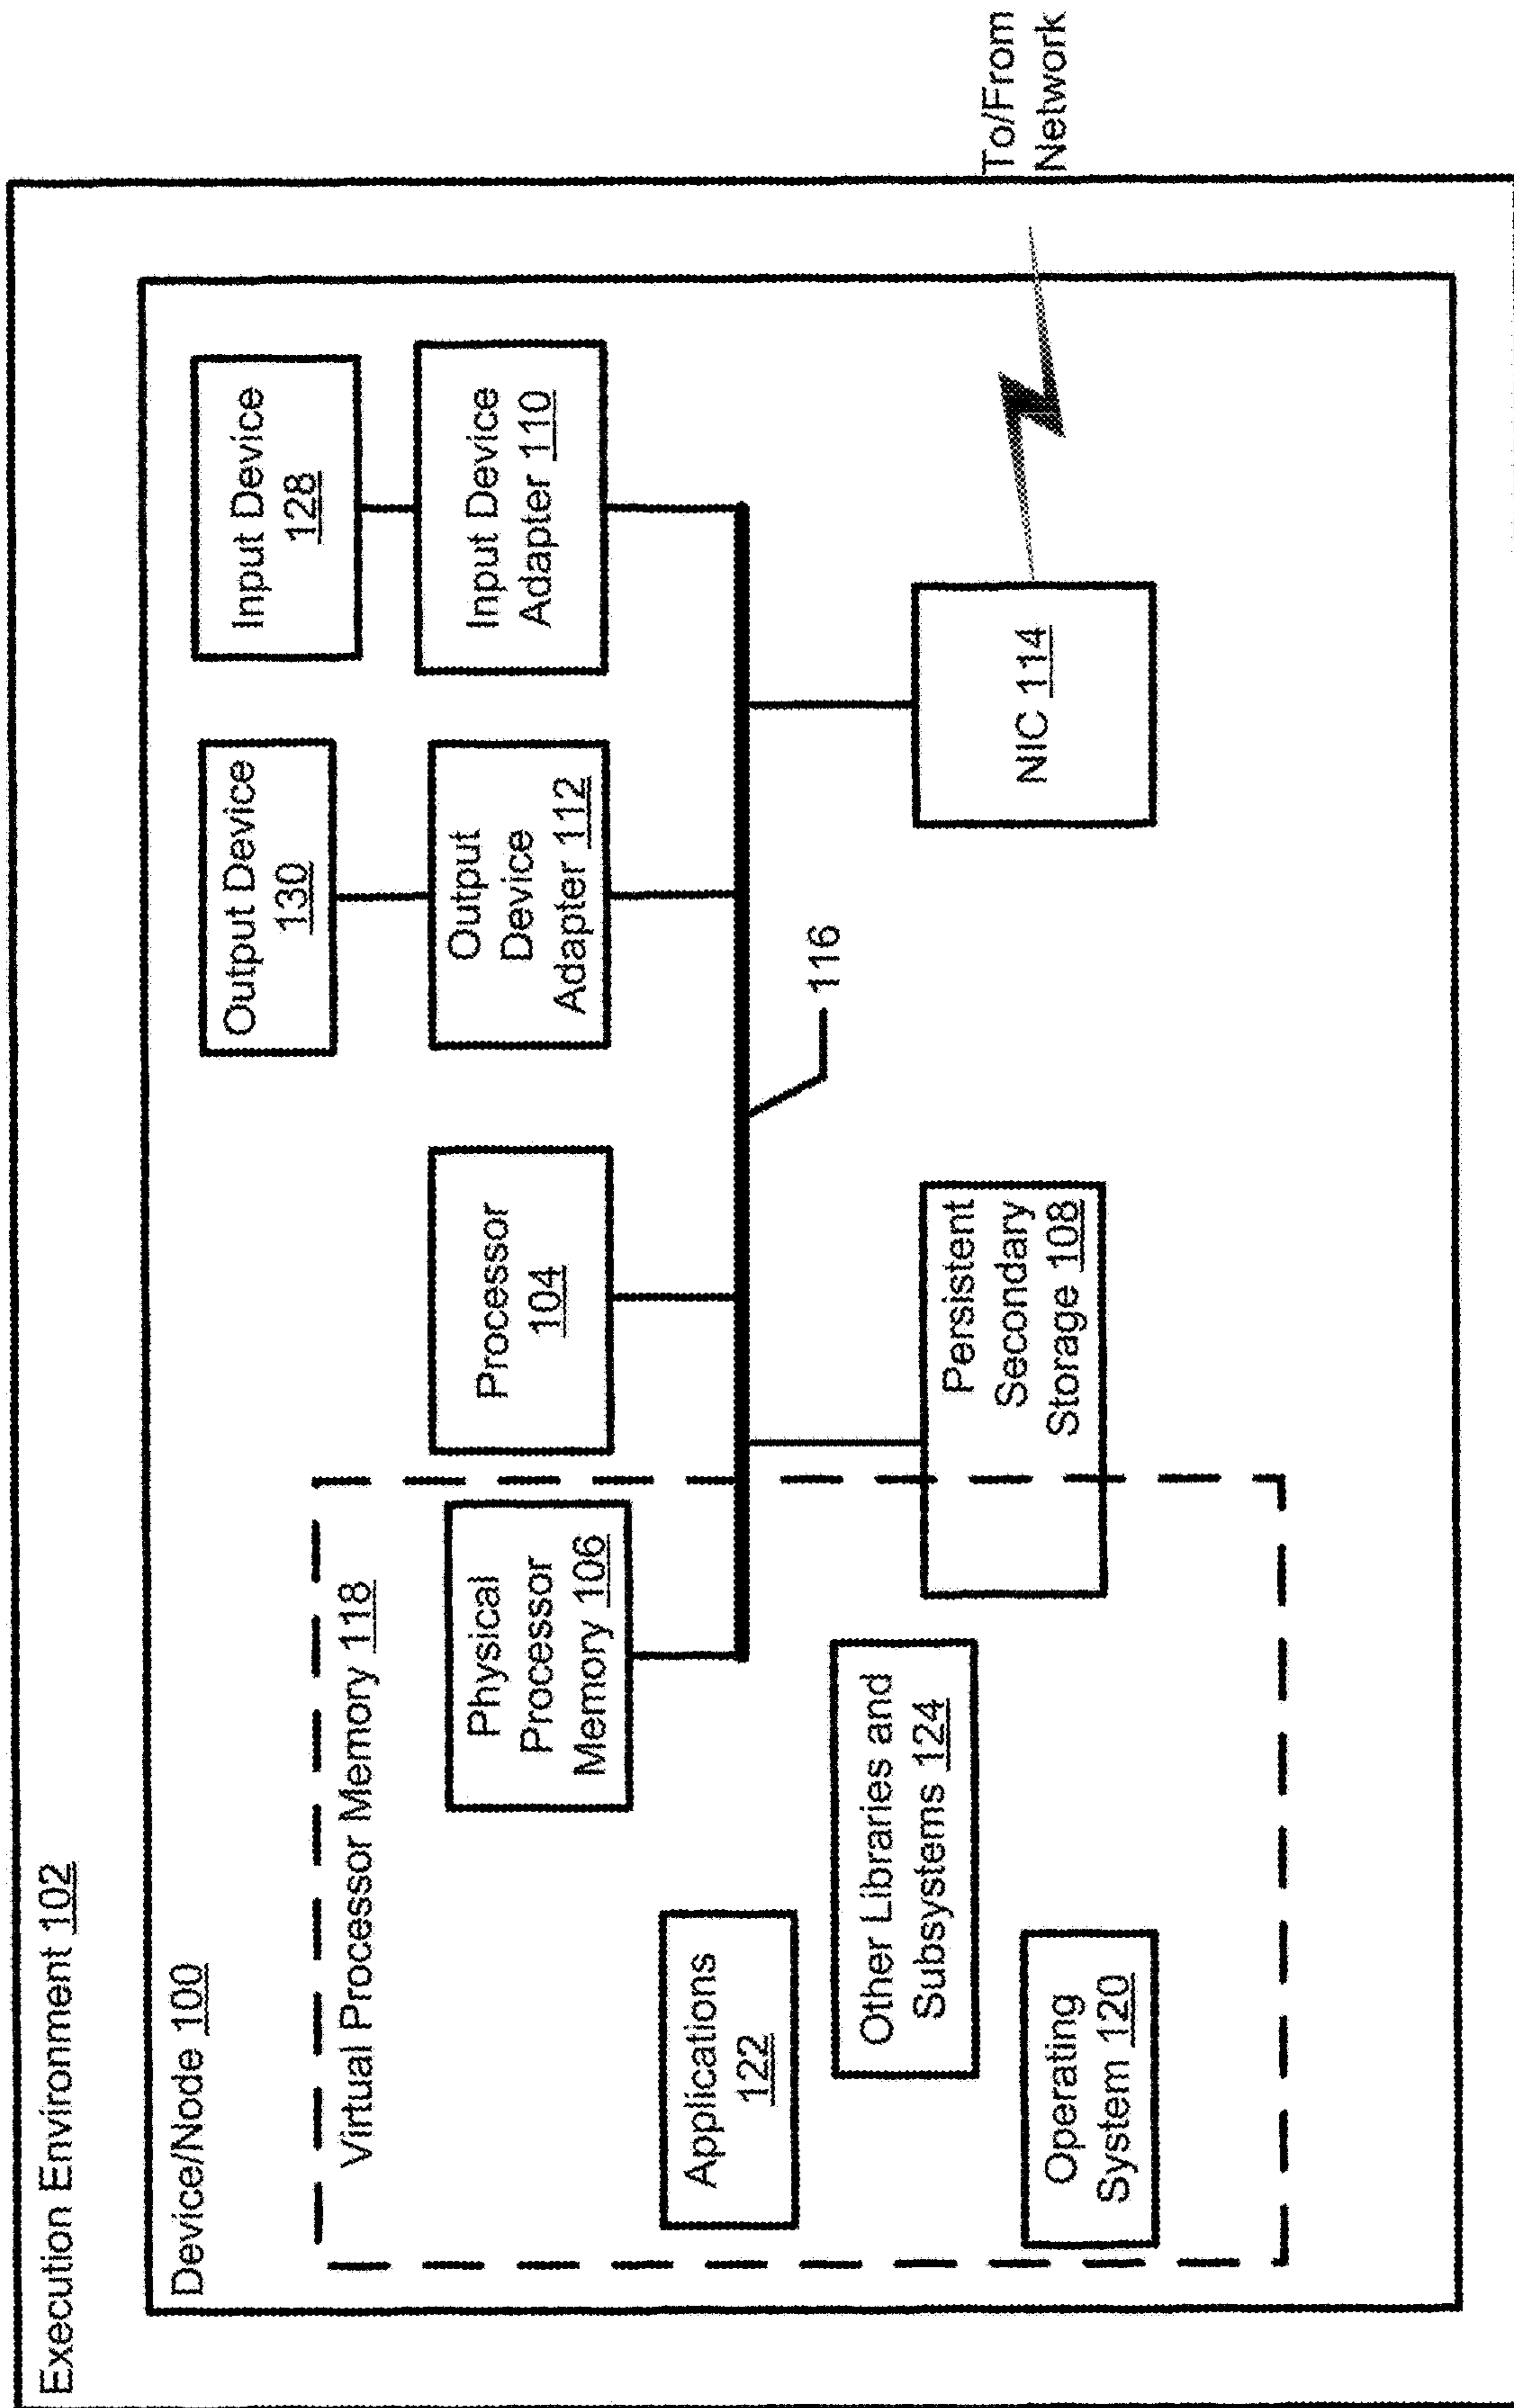 Execution Environment 102
Device/Node 100
Virtual Processor Memory 118
Output Device
130
Input Device
128
Physical
Processor
Memory 106
Processor
104
Output
Device
Adapter 112
Input Device
Adapter 110
Applications
122
116
Other Libraries and
Subsystems 124
Persistent
Secondary
Storage 108
NIC 114
To/From
Network
Operating
System 120